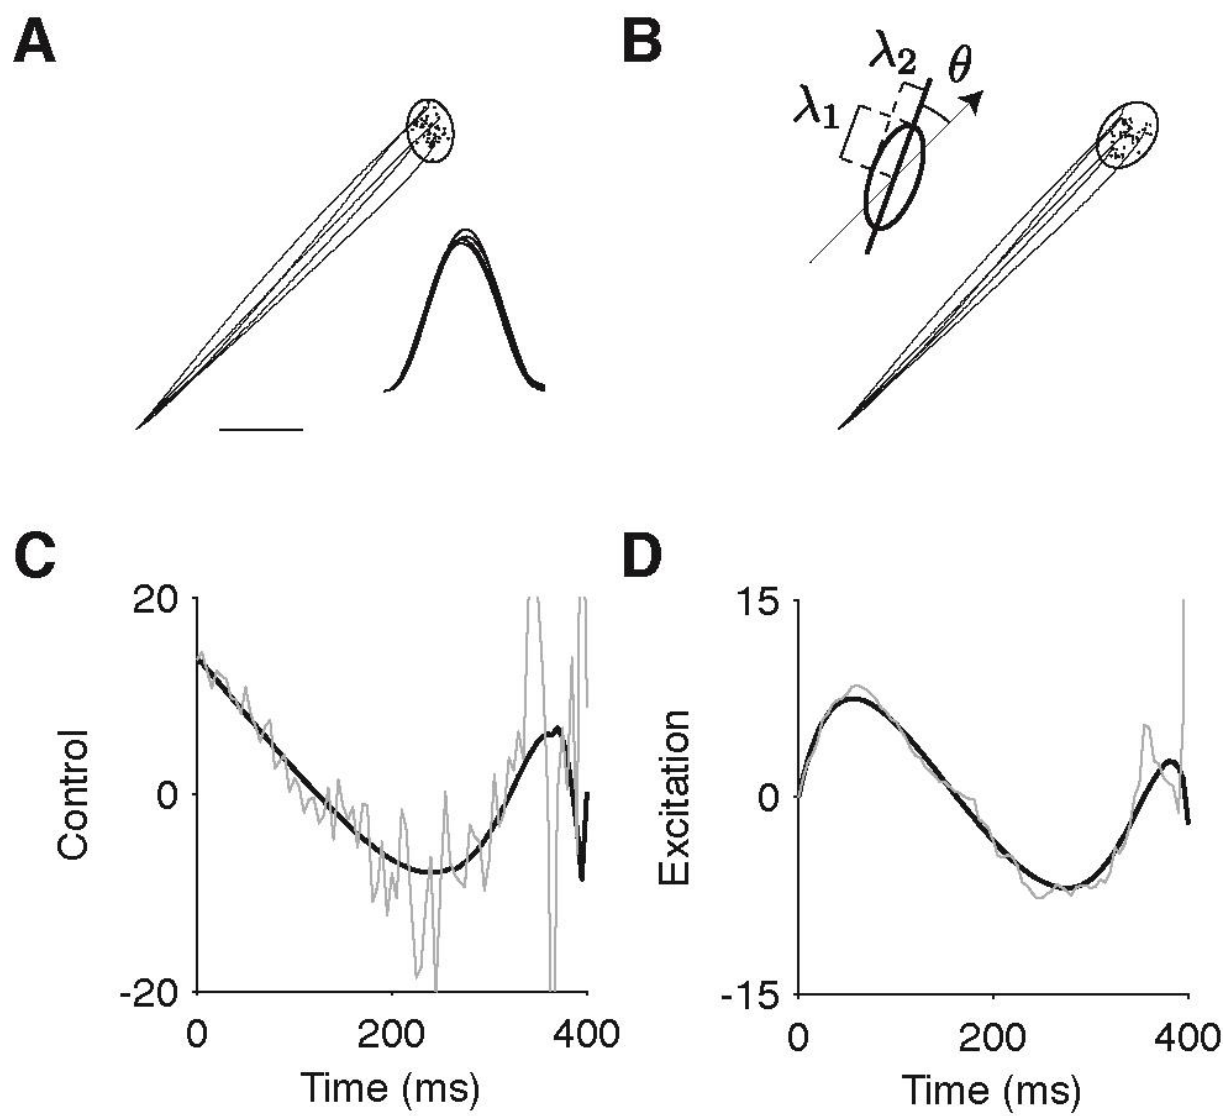 A
B
λ2 θ
λ1
C
D
20
0
-20
Control
0 200 400
Time (ms)
15
0
-15
Excitation
0 200 400
Time (ms)